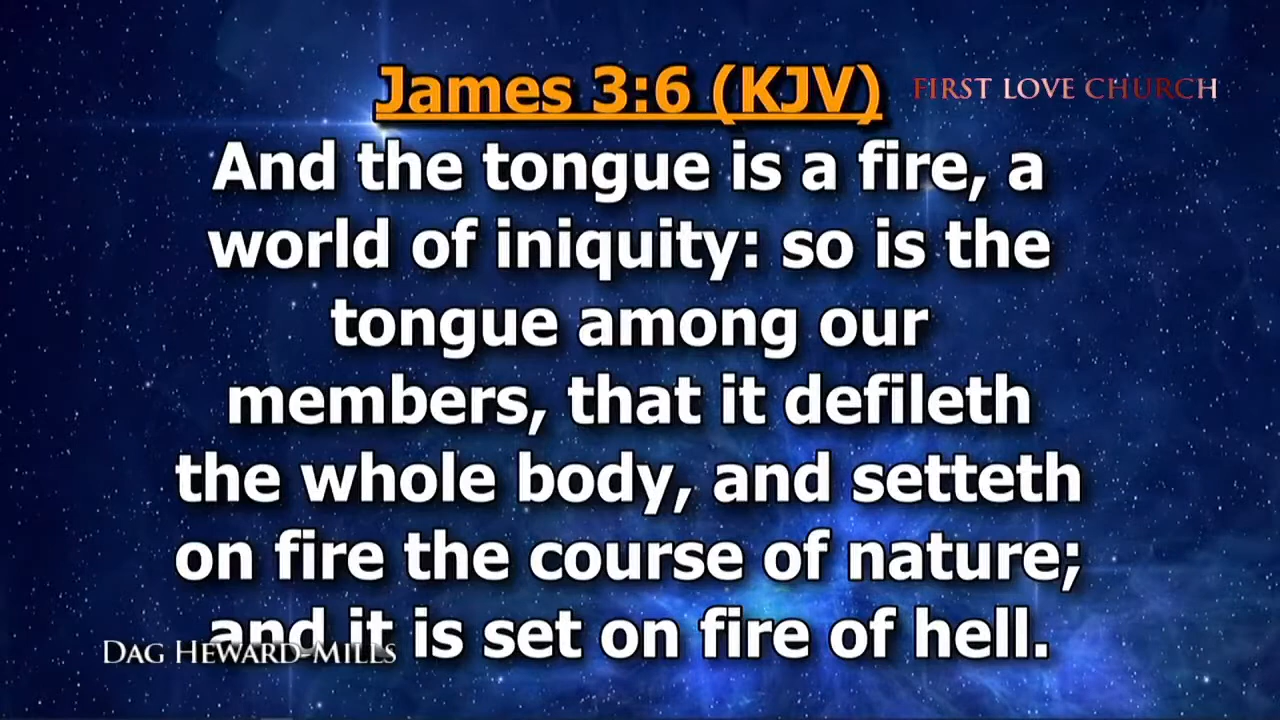 James 3:6 (KJV)
FIRST LOVE CHURCH
And the tongue is a fire, a
world of iniquity: so is the
tongue among our
members, that it defileth
the whole body, and setteth
on fire the course of nature;
and it is set on fire of hell.
DAG HEWARD-MILLS